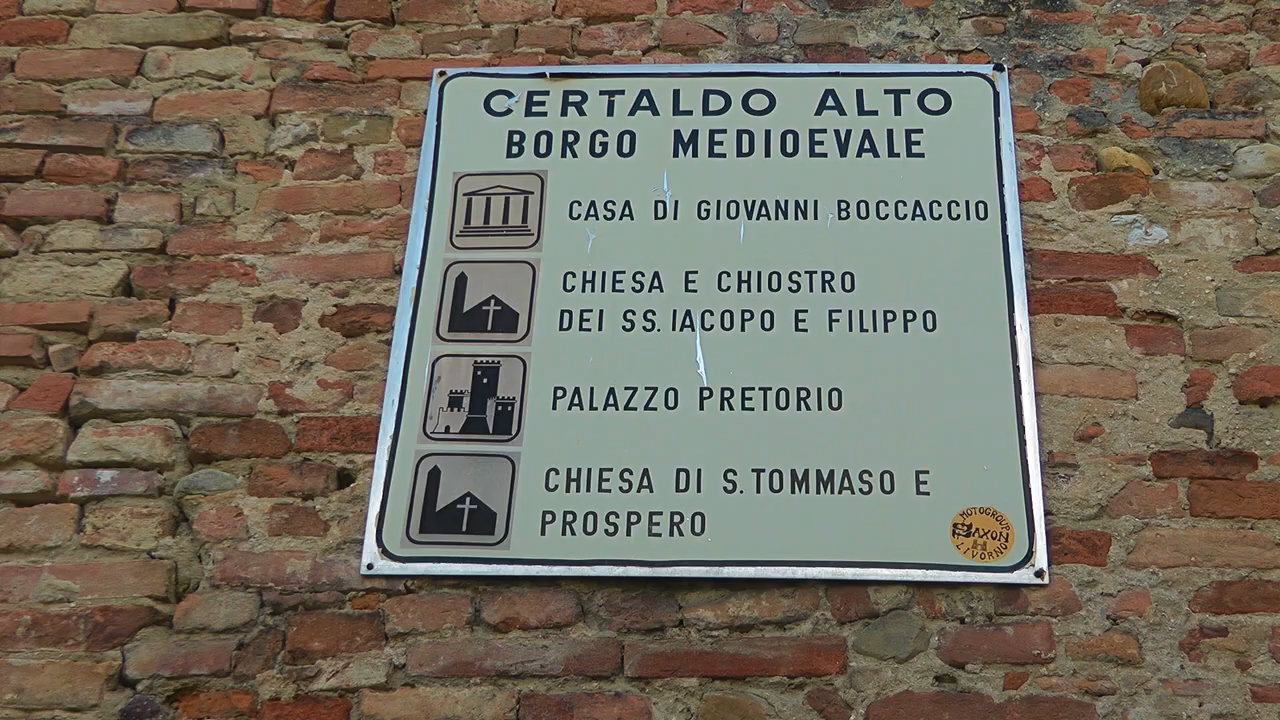 CERTALDO ALTO
BORGO MEDIOEVALE
CASA DI GIOVANNI BOCCACCIO
CHIESA E CHIOSTRO
DEI SS. IACOPO E FILIPPO
PALAZZO PRETORIO
CHIESA DI S. TOMMASO E
PROSPERO
MOTOGROUP
SAXON
LIVORNO